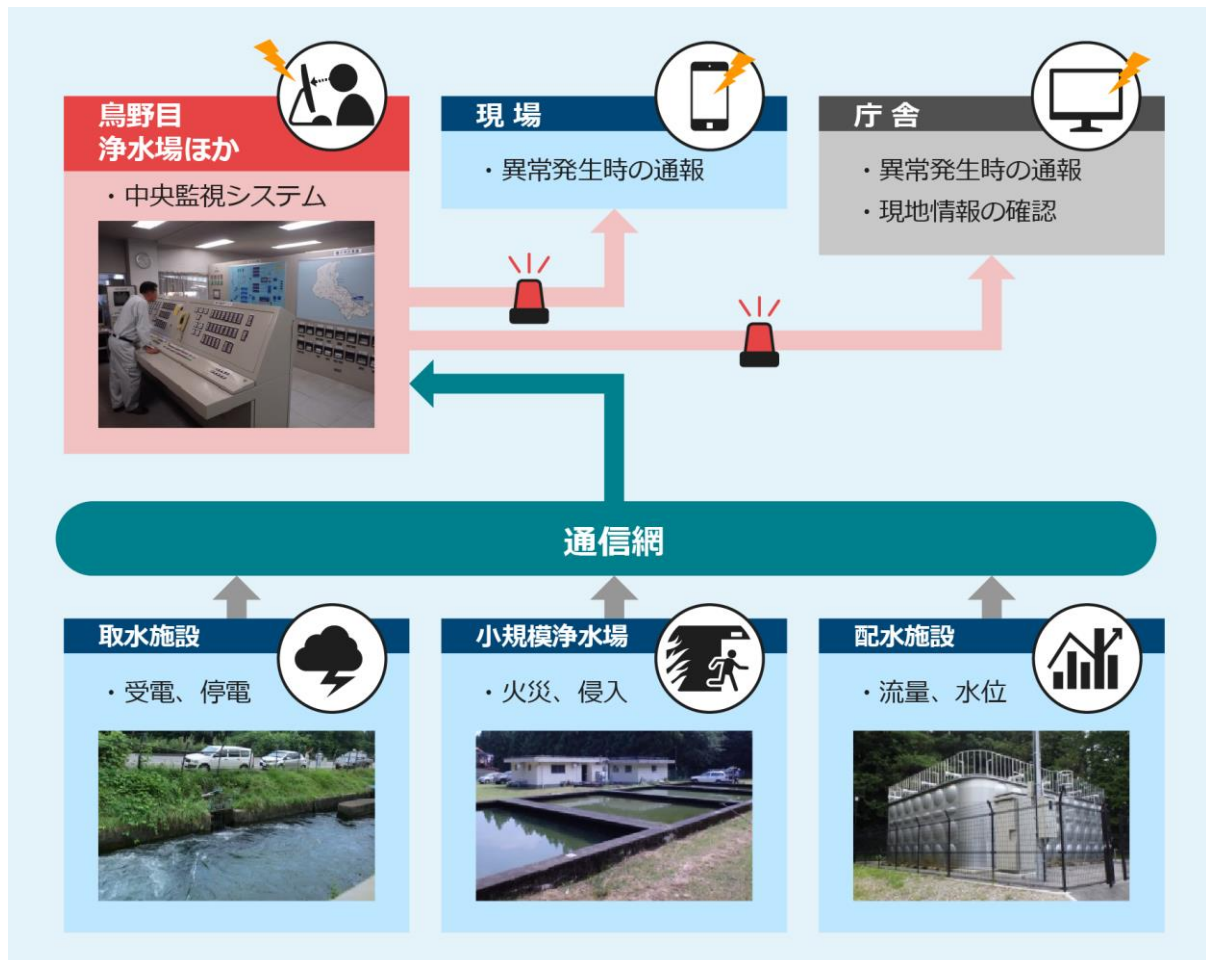 鳥野目
浄水場ほか
・中央監視システム
現 場
・異常発生時の通報
庁 舎
・異常発生時の通報
・現地情報の確認
通信網
取水施設
・受電、停電
小規模浄水場
・火災、侵入
配水施設
・流量、水位